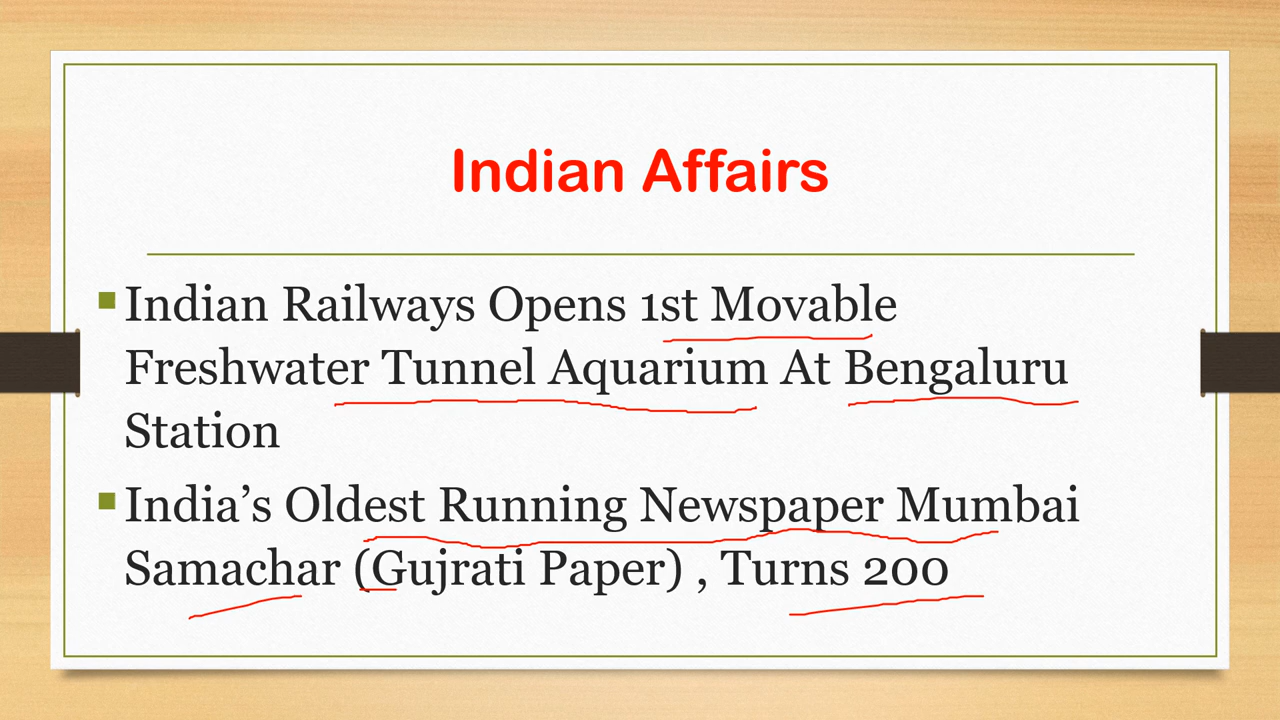 Indian Affairs
▪Indian Railways Opens 1st Movable
Freshwater Tunnel Aquarium At Bengaluru
Station
▪India’s Oldest Running Newspaper Mumbai
Samachar (Gujrati Paper) , Turns 200